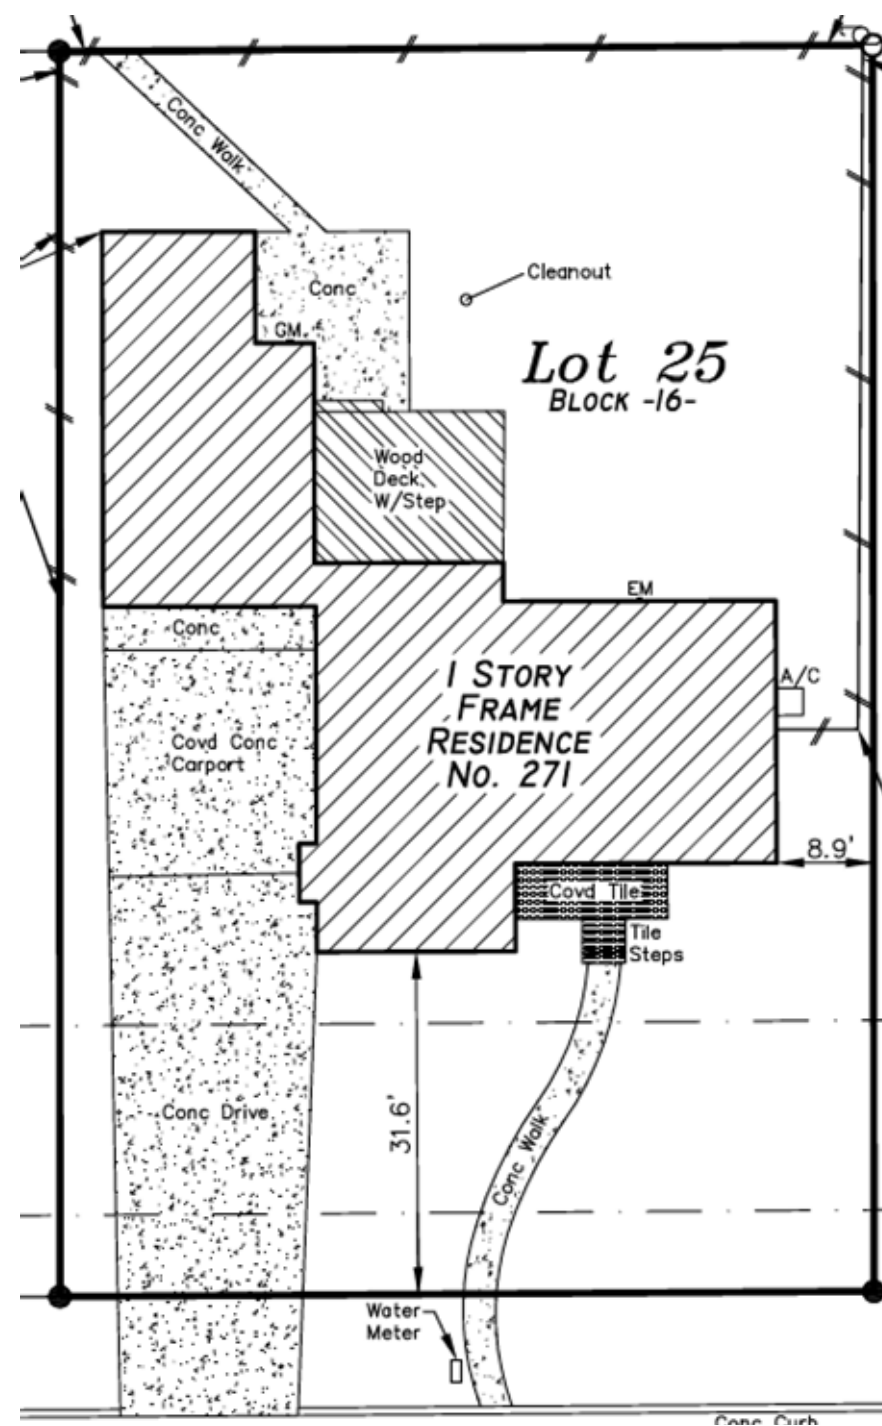 Conc Walk
Cleanout
Conc
GM
Lot 25
BLOCK -16-
Wood
Deck
W/Step
EM
Conc
1 STORY
FRAME
RESIDENCE
No. 271
A/C
Covd Conc
Carport
8.9'
Covd Tile
Tile
Steps
31.6'
Conc Drive
Conc Walk
Water
Meter
Conc Curb